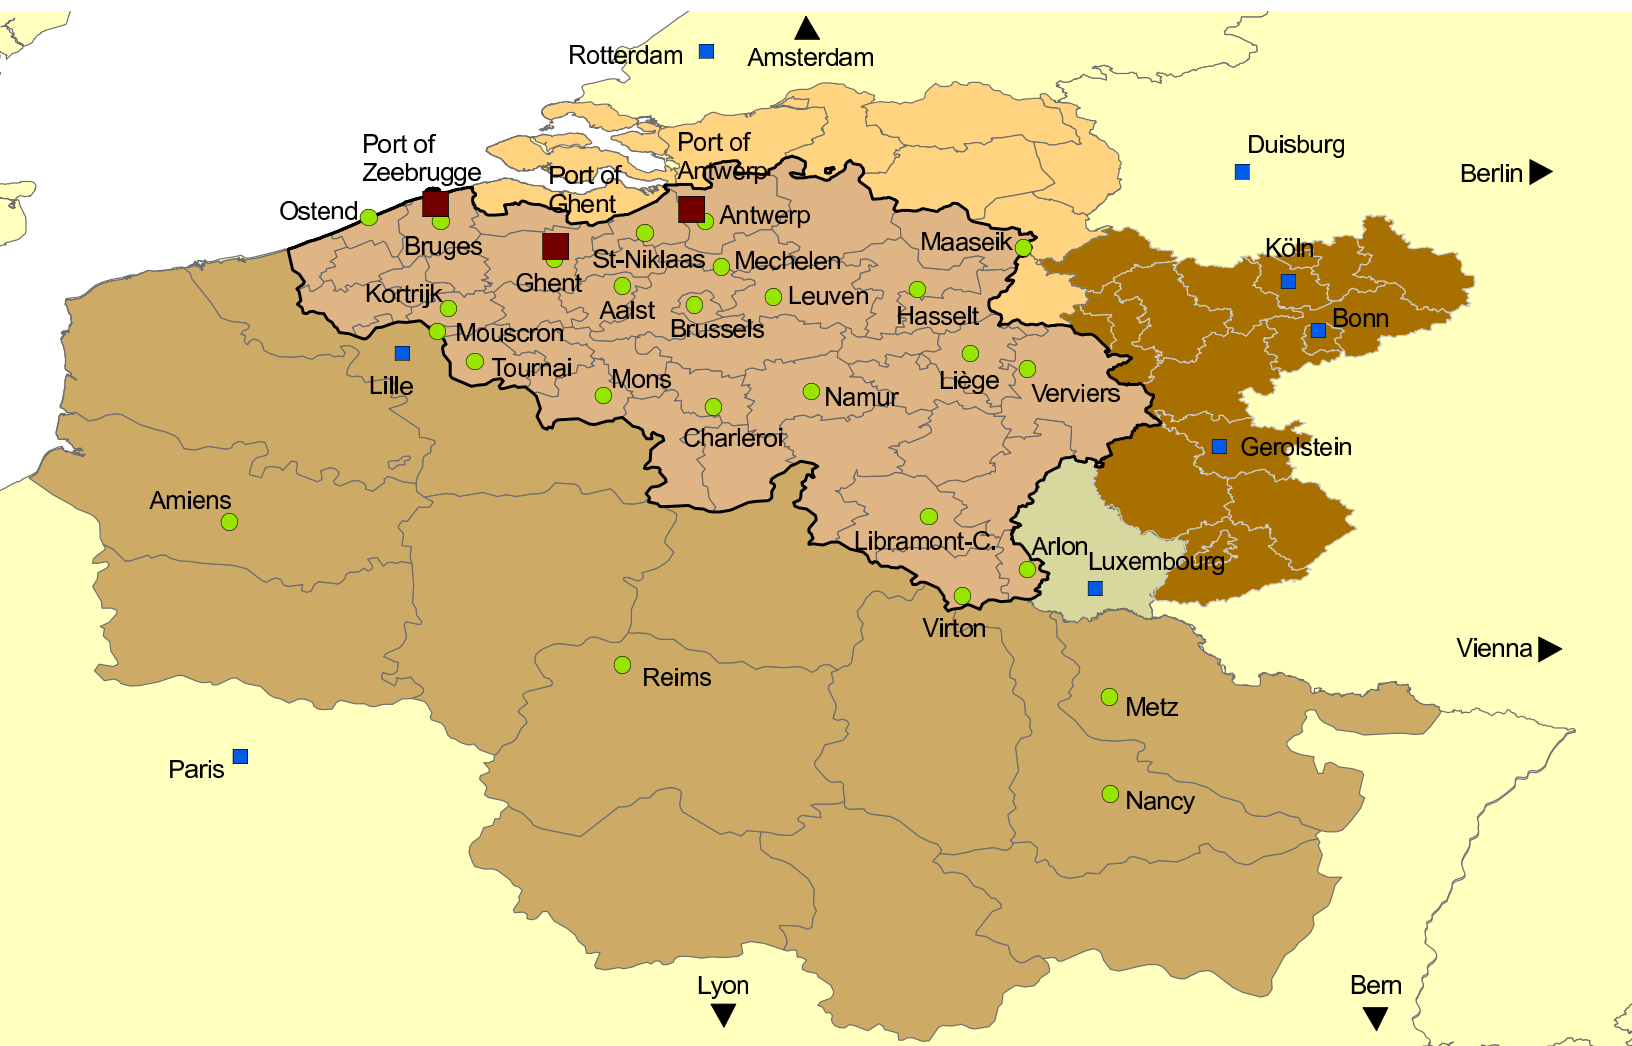 Rotterdam
Amsterdam
Port of
Zeebrugge
Port of
Antwerp
Duisburg
Berlin
Port of
Ghent
Ostend
Antwerp
Bruges
Maaseik
Köln
St-Niklaas
Mechelen
Ghent
Kortrijk
Aalst
Leuven
Hasselt
Brussels
Bonn
Mouscron
Lille
Tournai
Mons
Liège
Verviers
Namur
Charleroi
Gerolstein
Amiens
Libramont-C.
Arlon
Luxembourg
Virton
Vienna
Reims
Metz
Paris
Nancy
Lyon
Bern